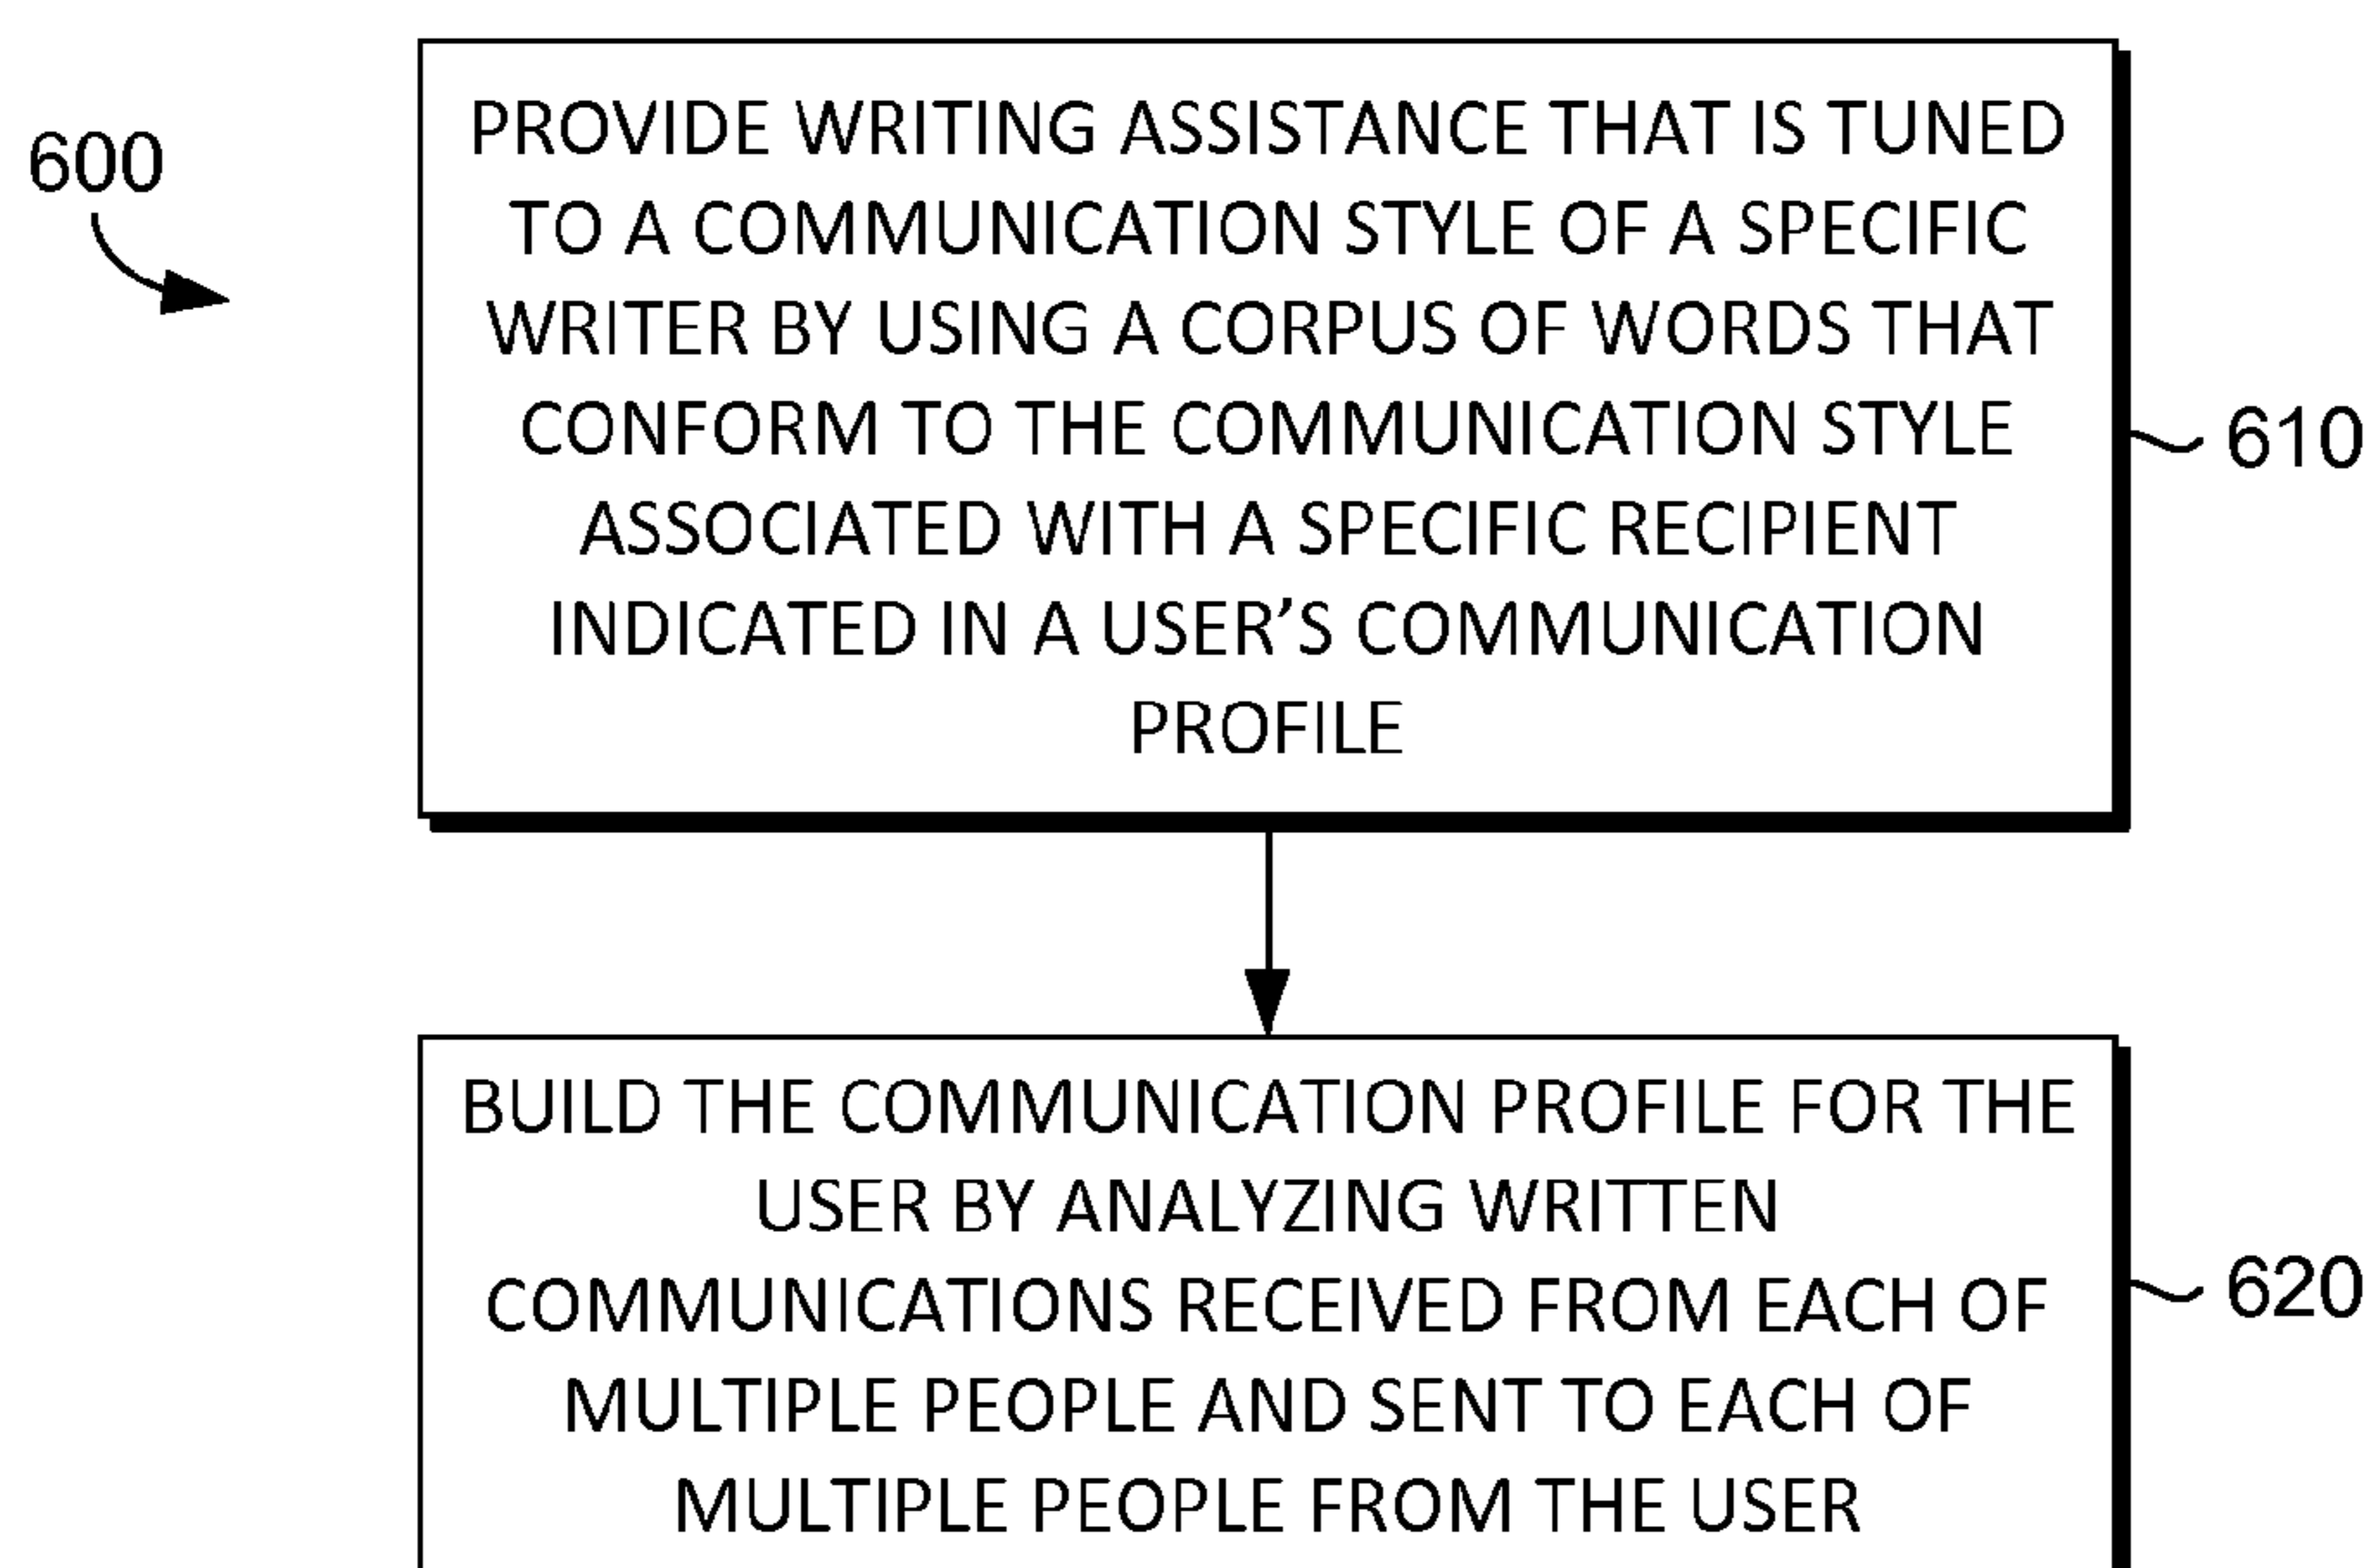 600
PROVIDE WRITING ASSISTANCE THAT IS TUNED
TO A COMMUNICATION STYLE OF A SPECIFIC
WRITER BY USING A CORPUS OF WORDS THAT
CONFORM TO THE COMMUNICATION STYLE
ASSOCIATED WITH A SPECIFIC RECIPIENT
INDICATED IN A USER’S COMMUNICATION
PROFILE
610
BUILD THE COMMUNICATION PROFILE FOR THE
USER BY ANALYZING WRITTEN
COMMUNICATIONS RECEIVED FROM EACH OF
MULTIPLE PEOPLE AND SENT TO EACH OF
MULTIPLE PEOPLE FROM THE USER
620